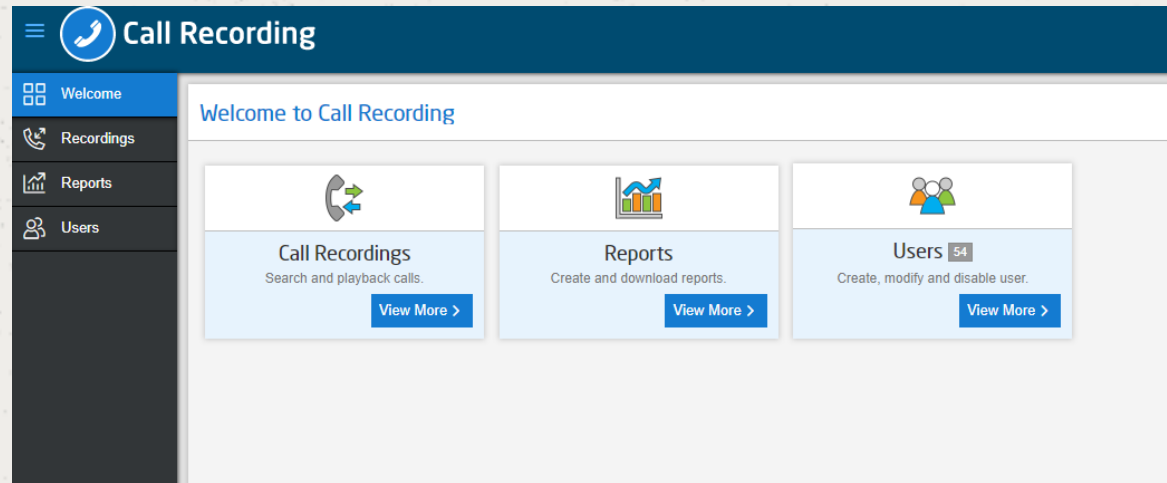 Call Recording
Welcome
Recordings
Reports
Users
Welcome to Call Recording
Call Recordings
Search and playback calls.
View More >
Reports
Create and download reports.
View More >
Users 54
Create, modify and disable user.
View More >